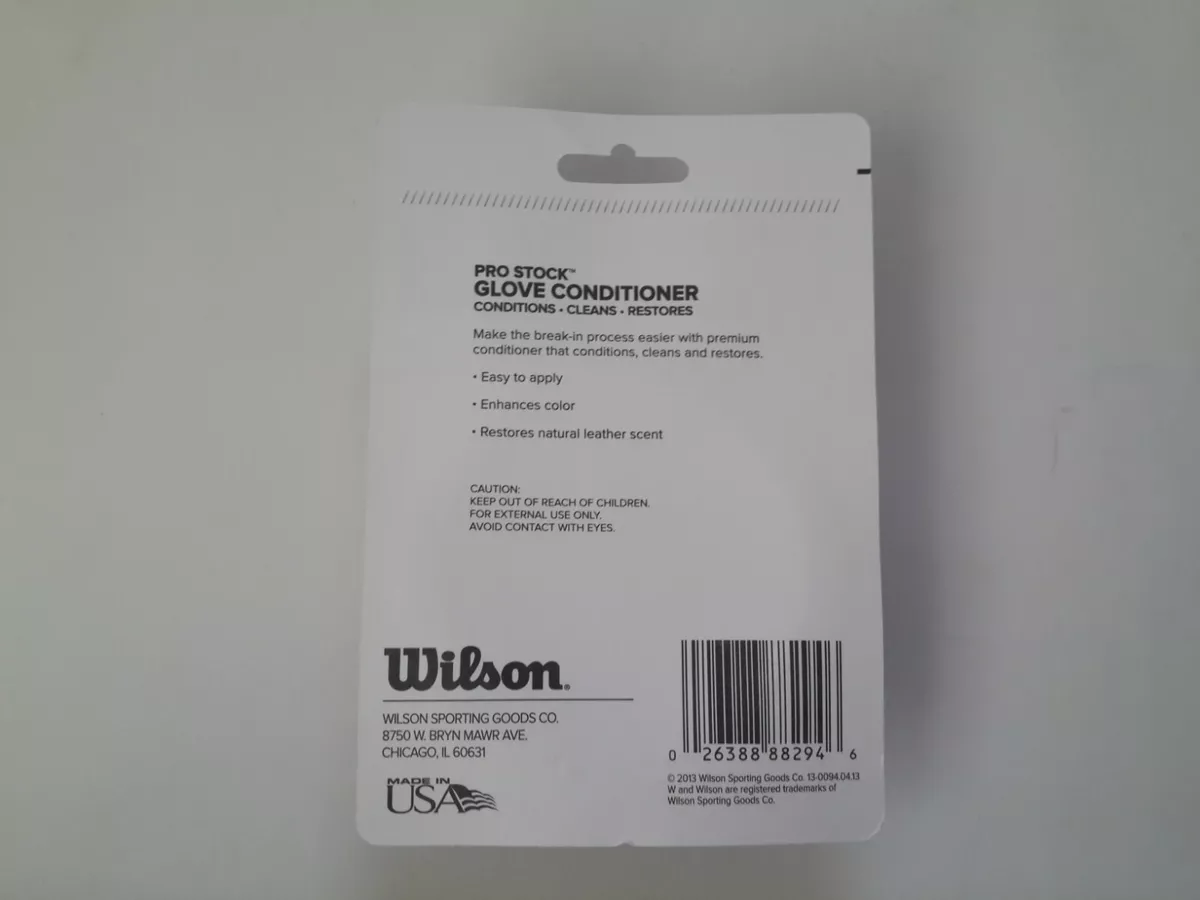 PRO STOCK™
GLOVE CONDITIONER
CONDITIONS • CLEANS • RESTORES
Make the break-in process easier with premium
conditioner that conditions, cleans and restores.
• Easy to apply
• Enhances color
• Restores natural leather scent
CAUTION:
KEEP OUT OF REACH OF CHILDREN.
FOR EXTERNAL USE ONLY.
AVOID CONTACT WITH EYES.
Wilson®
WILSON SPORTING GOODS CO.
8750 W. BRYN MAWR AVE.
CHICAGO, IL 60631
MADE IN
USA
0 26388 88294 6
© 2013 Wilson Sporting Goods Co. 13-0094.04.13
W and Wilson are registered trademarks of
Wilson Sporting Goods Co.